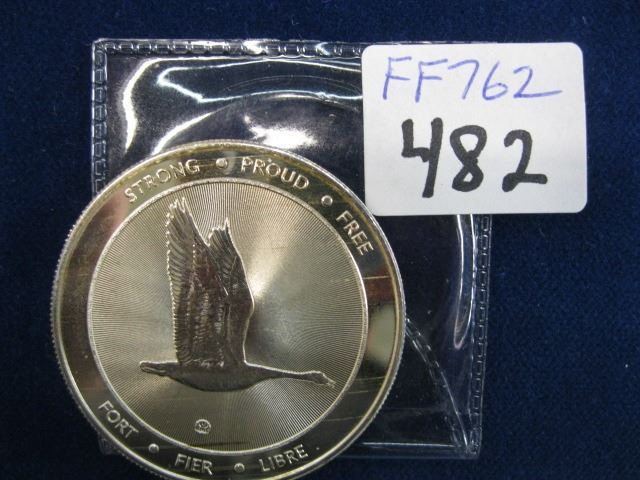 FF762
482
STRONG • PROUD • FREE
FORT • FIER • LIBRE